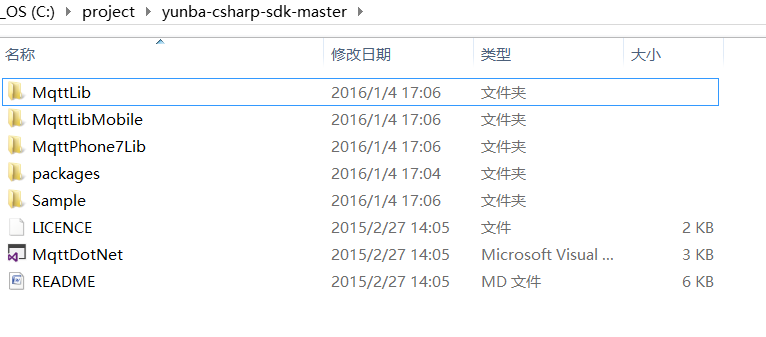 _OS (C:) project yunba-csharp-sdk-master
名称 修改日期 类型 大小
MqttLib 2016/1/4 17:06 文件夹
MqttLibMobile 2016/1/4 17:06 文件夹
MqttPhone7Lib 2016/1/4 17:06 文件夹
packages 2016/1/4 17:04 文件夹
Sample 2016/1/4 17:06 文件夹
LICENCE 2015/2/27 14:05 文件 2 KB
MqttDotNet 2015/2/27 14:05 Microsoft Visual ... 3 KB
README 2015/2/27 14:05 MD 文件 6 KB